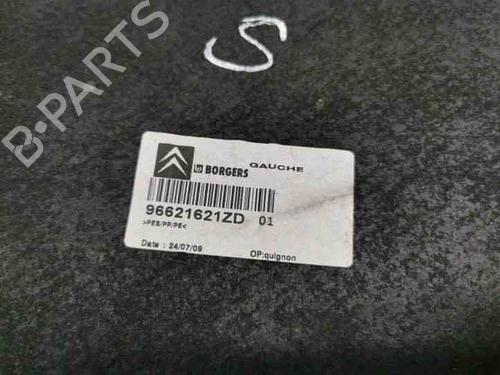 S
B-PARTS
BORGERS
GAUCHE
96621621ZD 01
>PES/PP/PE<
Date : 24/07/09
OP:quignon